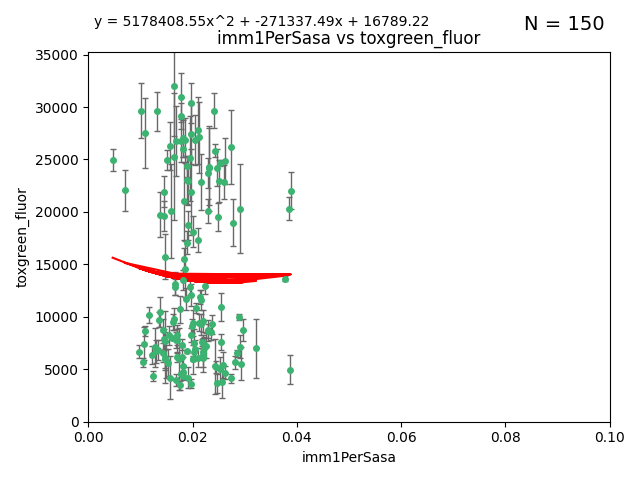 y = 5178408.55x^2 + -271337.49x + 16789.22
N = 150
imm1PerSasa vs toxgreen_fluor
35000
30000
25000
20000
15000
10000
5000
0
toxgreen_fluor
0.00 0.02 0.04 0.06 0.08 0.10
imm1PerSasa